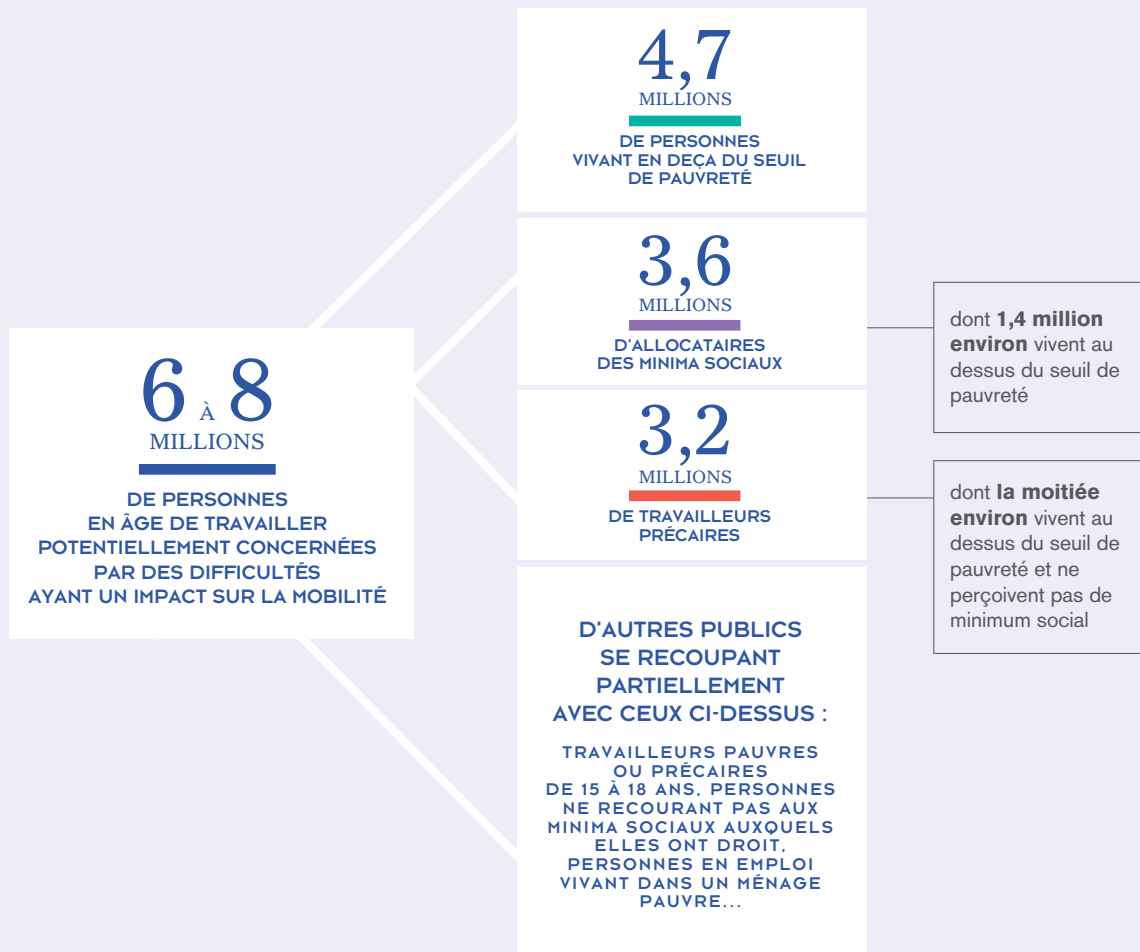 6 À 8
MILLIONS
DE PERSONNES
EN ÂGE DE TRAVAILLER
POTENTIELLEMENT CONCERNÉES
PAR DES DIFFICULTÉS
AYANT UN IMPACT SUR LA MOBILITÉ
4,7
MILLIONS
DE PERSONNES
VIVANT EN DEÇA DU SEUIL
DE PAUVRETÉ
3,6
MILLIONS
D'ALLOCATAIRES
DES MINIMA SOCIAUX
dont 1,4 million
environ vivent au
dessus du seuil de
pauvreté
3,2
MILLIONS
DE TRAVAILLEURS
PRÉCAIRES
dont la moitiée
environ vivent au
dessus du seuil de
pauvreté et ne
perçoivent pas de
minimum social
D'AUTRES PUBLICS
SE RECOUPANT
PARTIELLEMENT
AVEC CEUX CI-DESSUS :
TRAVAILLEURS PAUVRES
OU PRÉCAIRES
DE 15 À 18 ANS, PERSONNES
NE RECOURANT PAS AUX
MINIMA SOCIAUX AUXQUELS
ELLES ONT DROIT,
PERSONNES EN EMPLOI
VIVANT DANS UN MÉNAGE
PAUVRE...